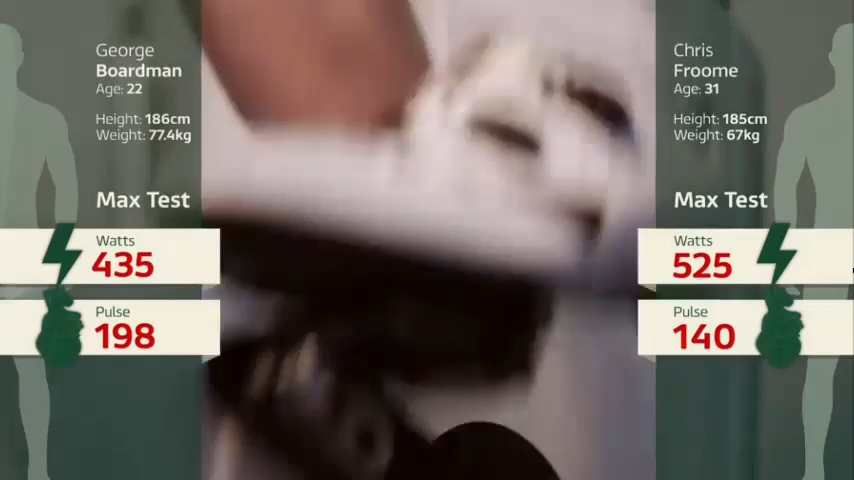 George
Boardman
Age: 22
Height: 186cm
Weight: 77.4kg
Max Test
Watts
435
Pulse
198
Chris
Froome
Age: 31
Height: 185cm
Weight: 67kg
Max Test
Watts
525
Pulse
140